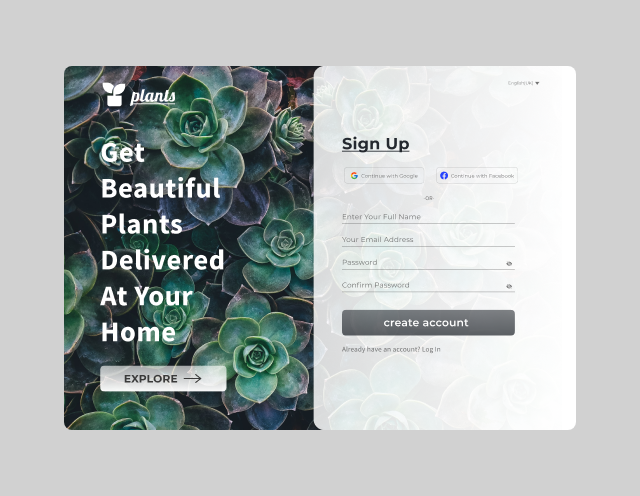 plants
Get
Beautiful
Plants
Delivered
At Your
Home
EXPLORE
English(UK)
Sign Up
Continue with Google
Continue with Facebook
-OR-
Enter Your Full Name
Your Email Address
Password
Confirm Password
create account
Already have an account? Log In